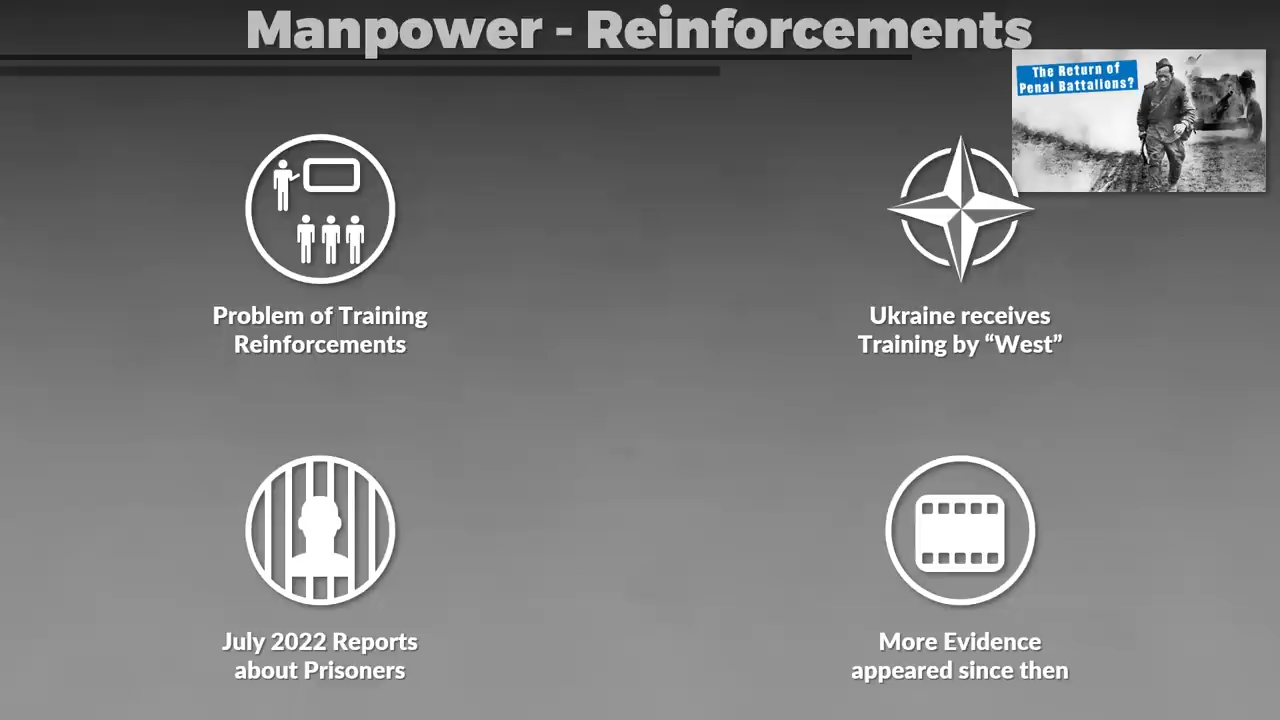 Manpower - Reinforcements
The Return of
Penal Battalions?
Problem of Training
Reinforcements
Ukraine receives
Training by “West”
July 2022 Reports
about Prisoners
More Evidence
appeared since then